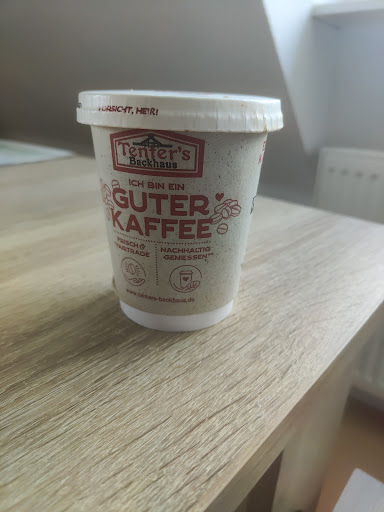 VORSICHT, HEIß!
Tenter's
Backhaus
ICH BIN EIN
GUTER
KAFFEE
FRISCH &
FAIRTRADE
NACHHALTIG
GENIESSEN
www.tenters-backhaus.de